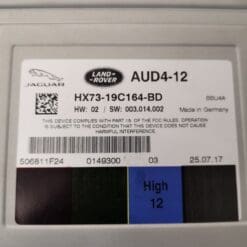 JAGUAR
LAND-
ROVER
AUD4-12
HX73-19C164-BD
HW: 02 / SW: 003.014.002
Made in Germany
THIS DEVICE COMPLIES WITH PART 15. OF THE FCC RULES. OPERATION
IS SUBJECT TO THE CONDITION THAT THIS DEVICE DOES NOT
CAUSE HARMFUL INTERFERENCE
506811F24 0149300 03 25.07.17
High
12